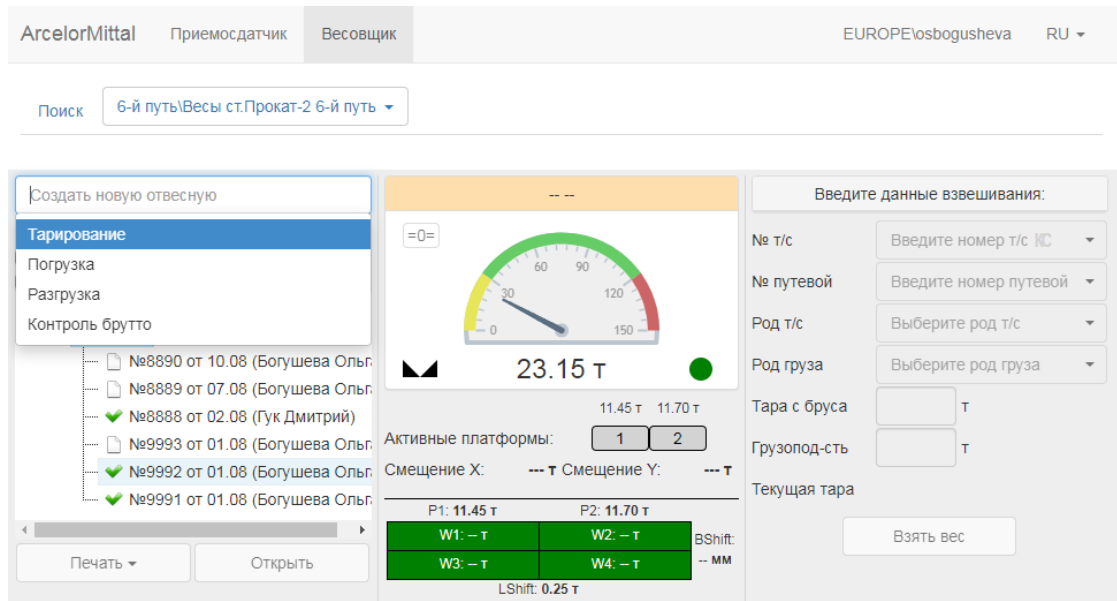 ArcelorMittal Приемосдатчик Весовщик EUROPE\osbogusheva RU
Поиск 6-й путь\Весы ст.Прокат-2 6-й путь
Создать новую отвесную
Тарирование
Погрузка
Разгрузка
Контроль брутто
№8890 от 10.08 (Богушева Ольг
№8889 от 07.08 (Богушева Ольг
№8888 от 02.08 (Гук Дмитрий)
№9993 от 01.08 (Богушева Ольг
№9992 от 01.08 (Богушева Ольг
№9991 от 01.08 (Богушева Ольг
Печать Открыть
-- --
=0=
0 30 60 90 120 150
23.15 т
11.45 т 11.70 т
Активные платформы: 1 2
Смещение X: --- т Смещение Y: --- т
P1: 11.45 т P2: 11.70 т
W1: -- т W2: -- т
W3: -- т W4: -- т
BShift:
-- мм
LShift: 0.25 т
Введите данные взвешивания:
№ т/с Введите номер т/с КС
№ путевой Введите номер путевой
Род т/с Выберите род т/с
Род груза Выберите род груза
Тара с бруса т
Грузопод-сть т
Текущая тара
Взять вес